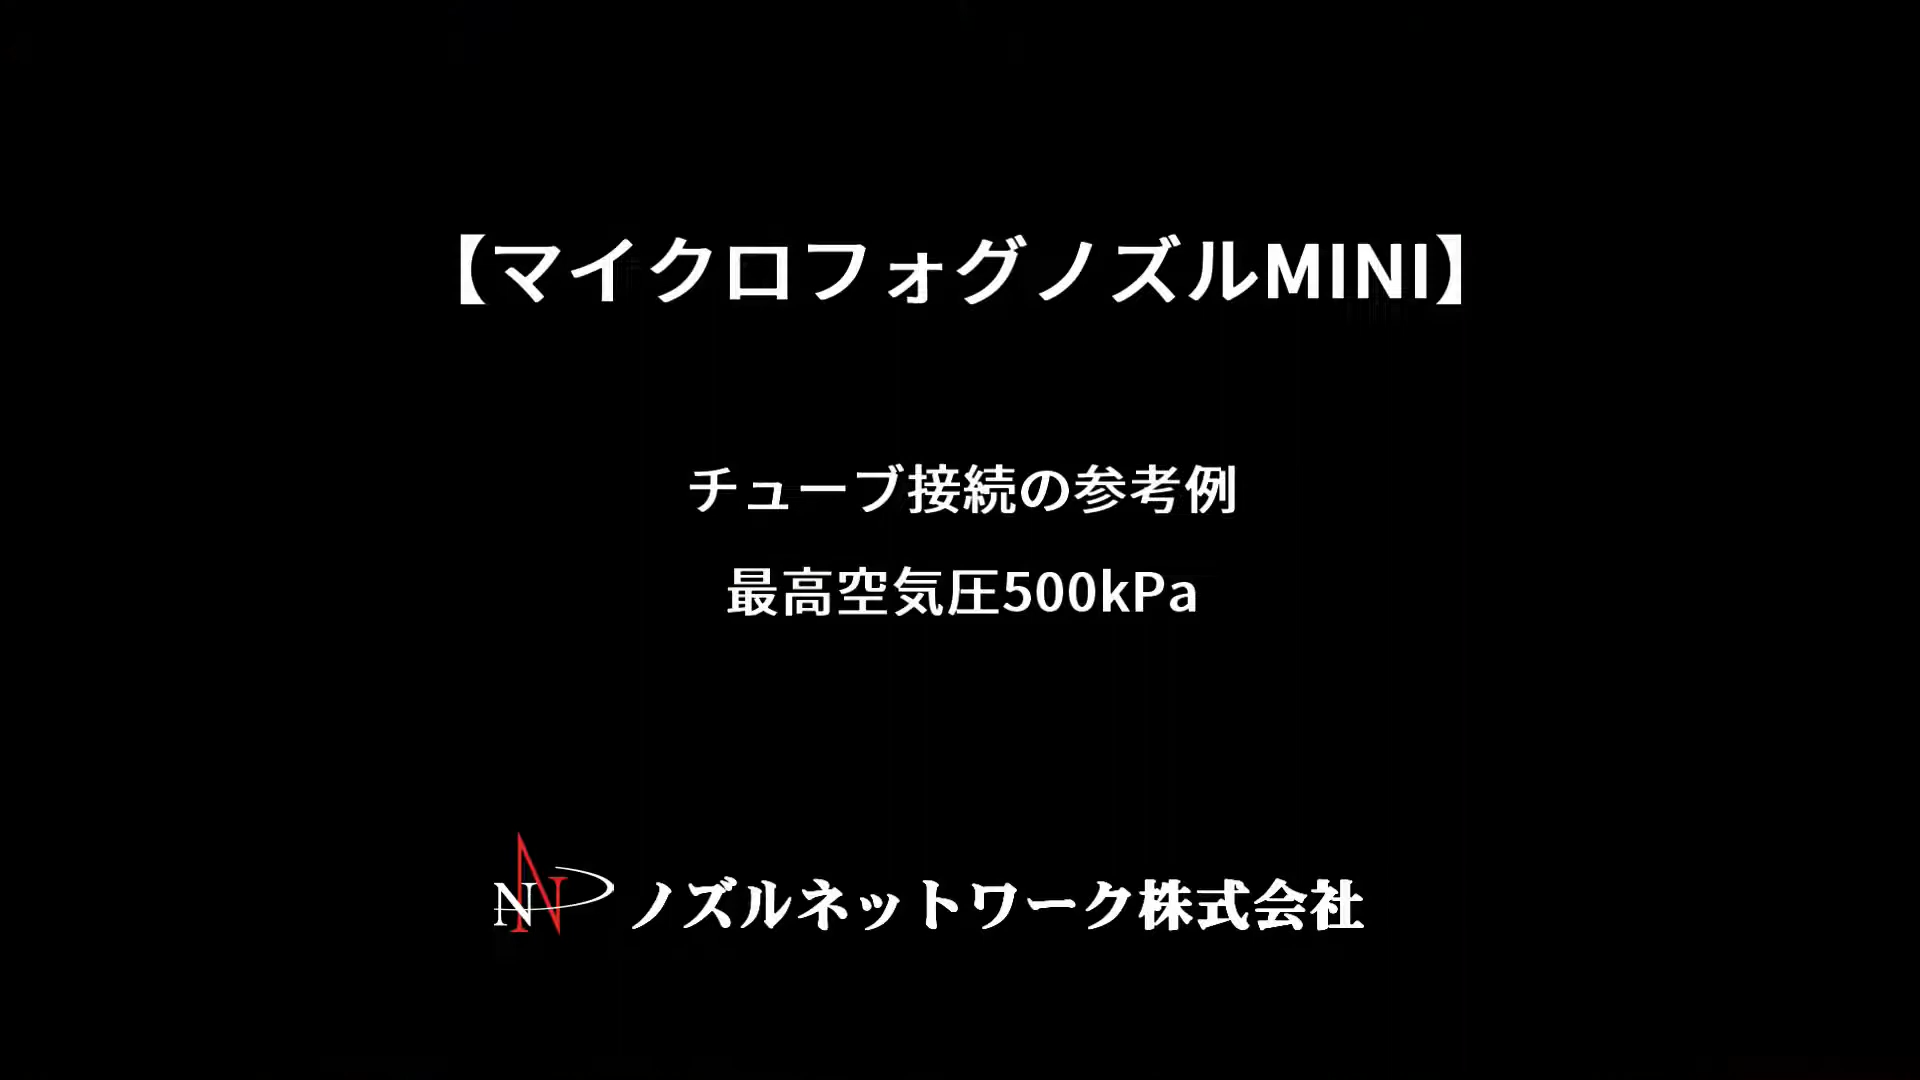 【マイクロフォグノズルMINI】
チューブ接続の参考例
最高空気圧500kPa
NN ノズルネットワーク株式会社